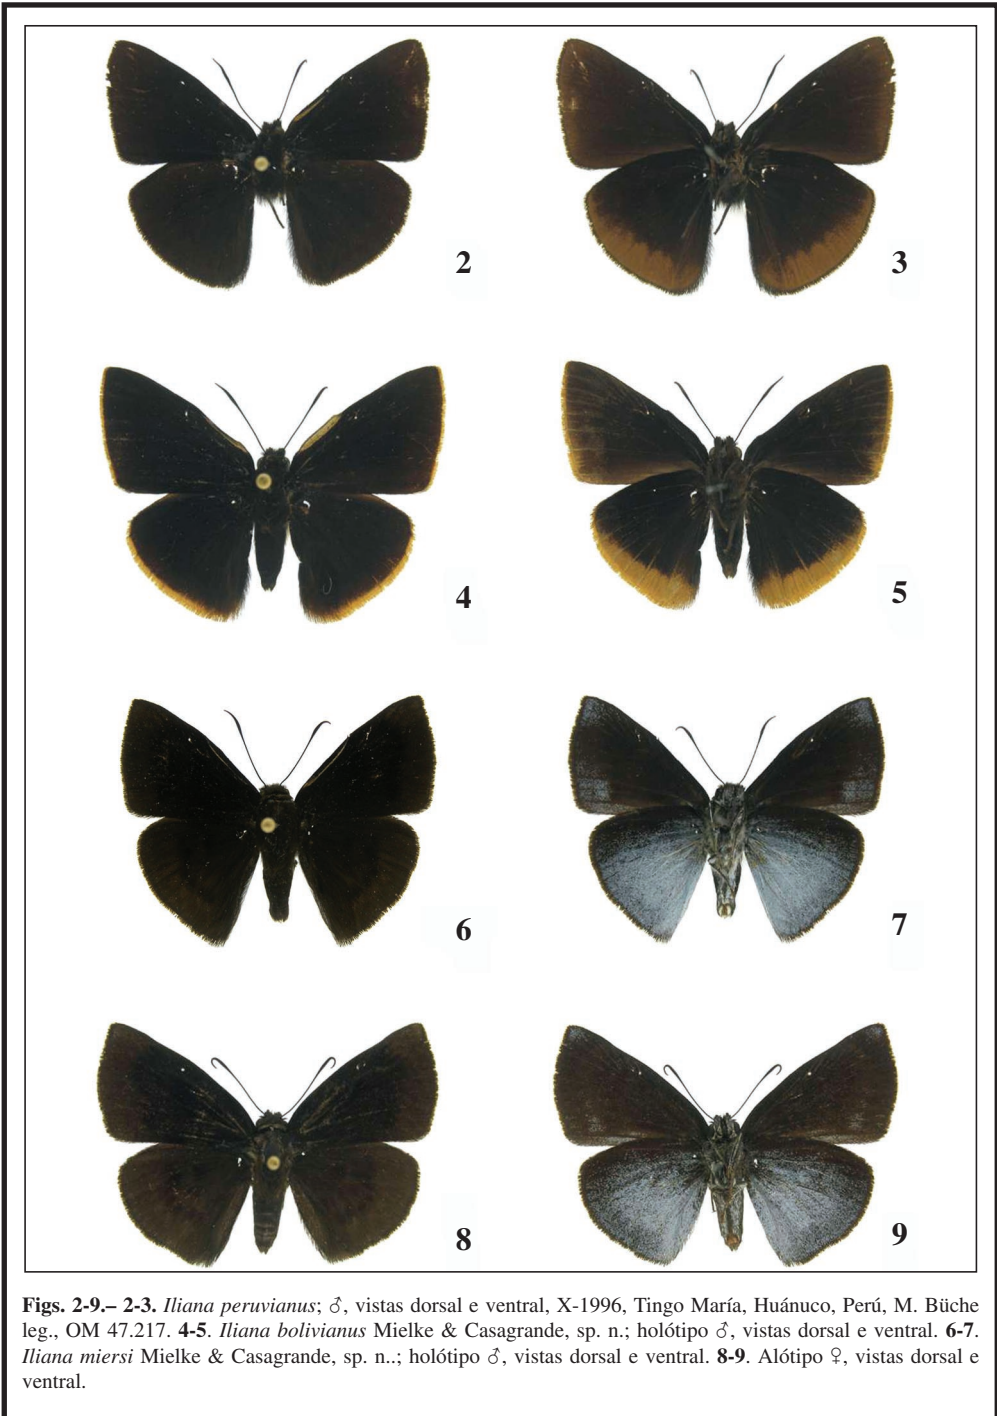 2
3
4
5
6
7
8
9
Figs. 2-9.– 2-3. Iliana peruvianus; ♂, vistas dorsal e ventral, X-1996, Tingo María, Huánuco, Perú, M. Büche
leg., OM 47.217. 4-5. Iliana bolivianus Mielke & Casagrande, sp. n.; holótipo ♂, vistas dorsal e ventral. 6-7.
Iliana miersi Mielke & Casagrande, sp. n..; holótipo ♂, vistas dorsal e ventral. 8-9. Alótipo ♀, vistas dorsal e
ventral.